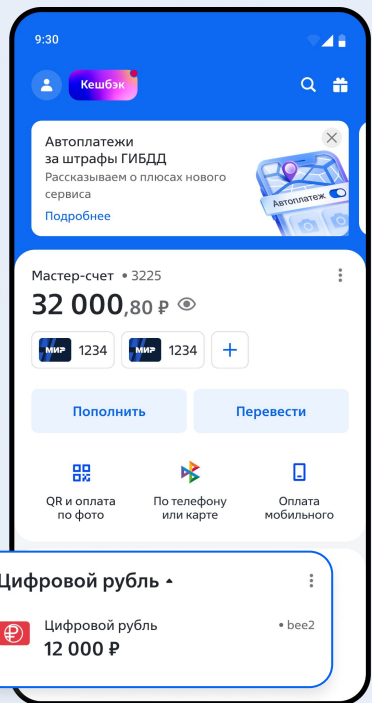 9:30
Кешбэк
Автоплатежи
за штрафы ГИБДД
Рассказываем о плюсах нового
сервиса
Подробнее
Автоплатеж
Мастер-счет • 3225
32 000,80 ₽
МИР 1234 МИР 1234 +
Пополнить Перевести
QR и оплата По телефону Оплата
по фото или карте мобильного
Цифровой рубль
Цифровой рубль • bee2
12 000 ₽